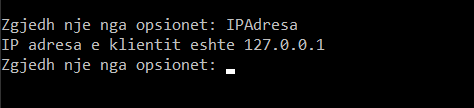 Zgjedh nje nga opsionet: IPAdresa
IP adresa e klientit eshte 127.0.0.1
Zgjedh nje nga opsionet: